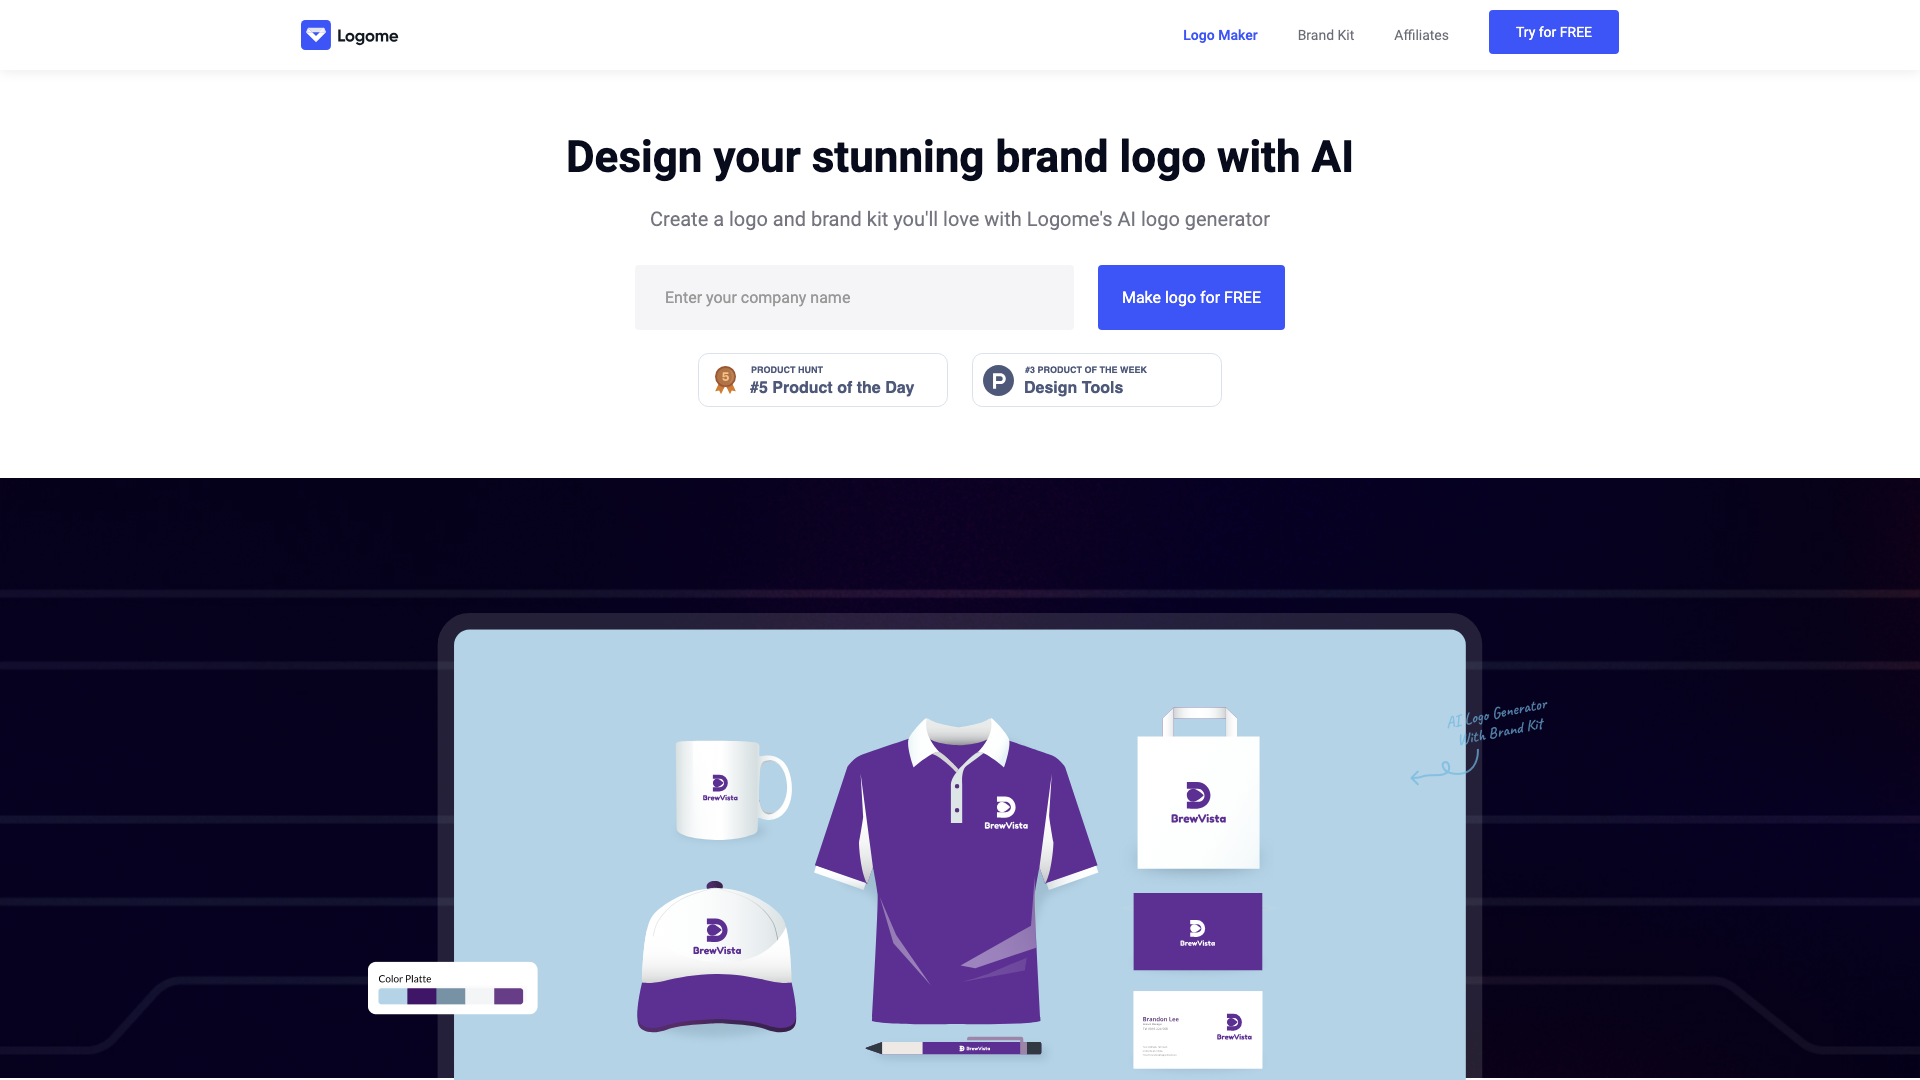 Logome
Logo Maker
Brand Kit
Affiliates
Try for FREE
Design your stunning brand logo with AI
Create a logo and brand kit you'll love with Logome's AI logo generator
Enter your company name
Make logo for FREE
5
PRODUCT HUNT
#5 Product of the Day
P
#3 PRODUCT OF THE WEEK
Design Tools
AI Logo Generator
With Brand Kit
BrewVista
BrewVista
BrewVista
BrewVista
BrewVista
Color Platte
Brandon Lee
BrewVista
BrewVista